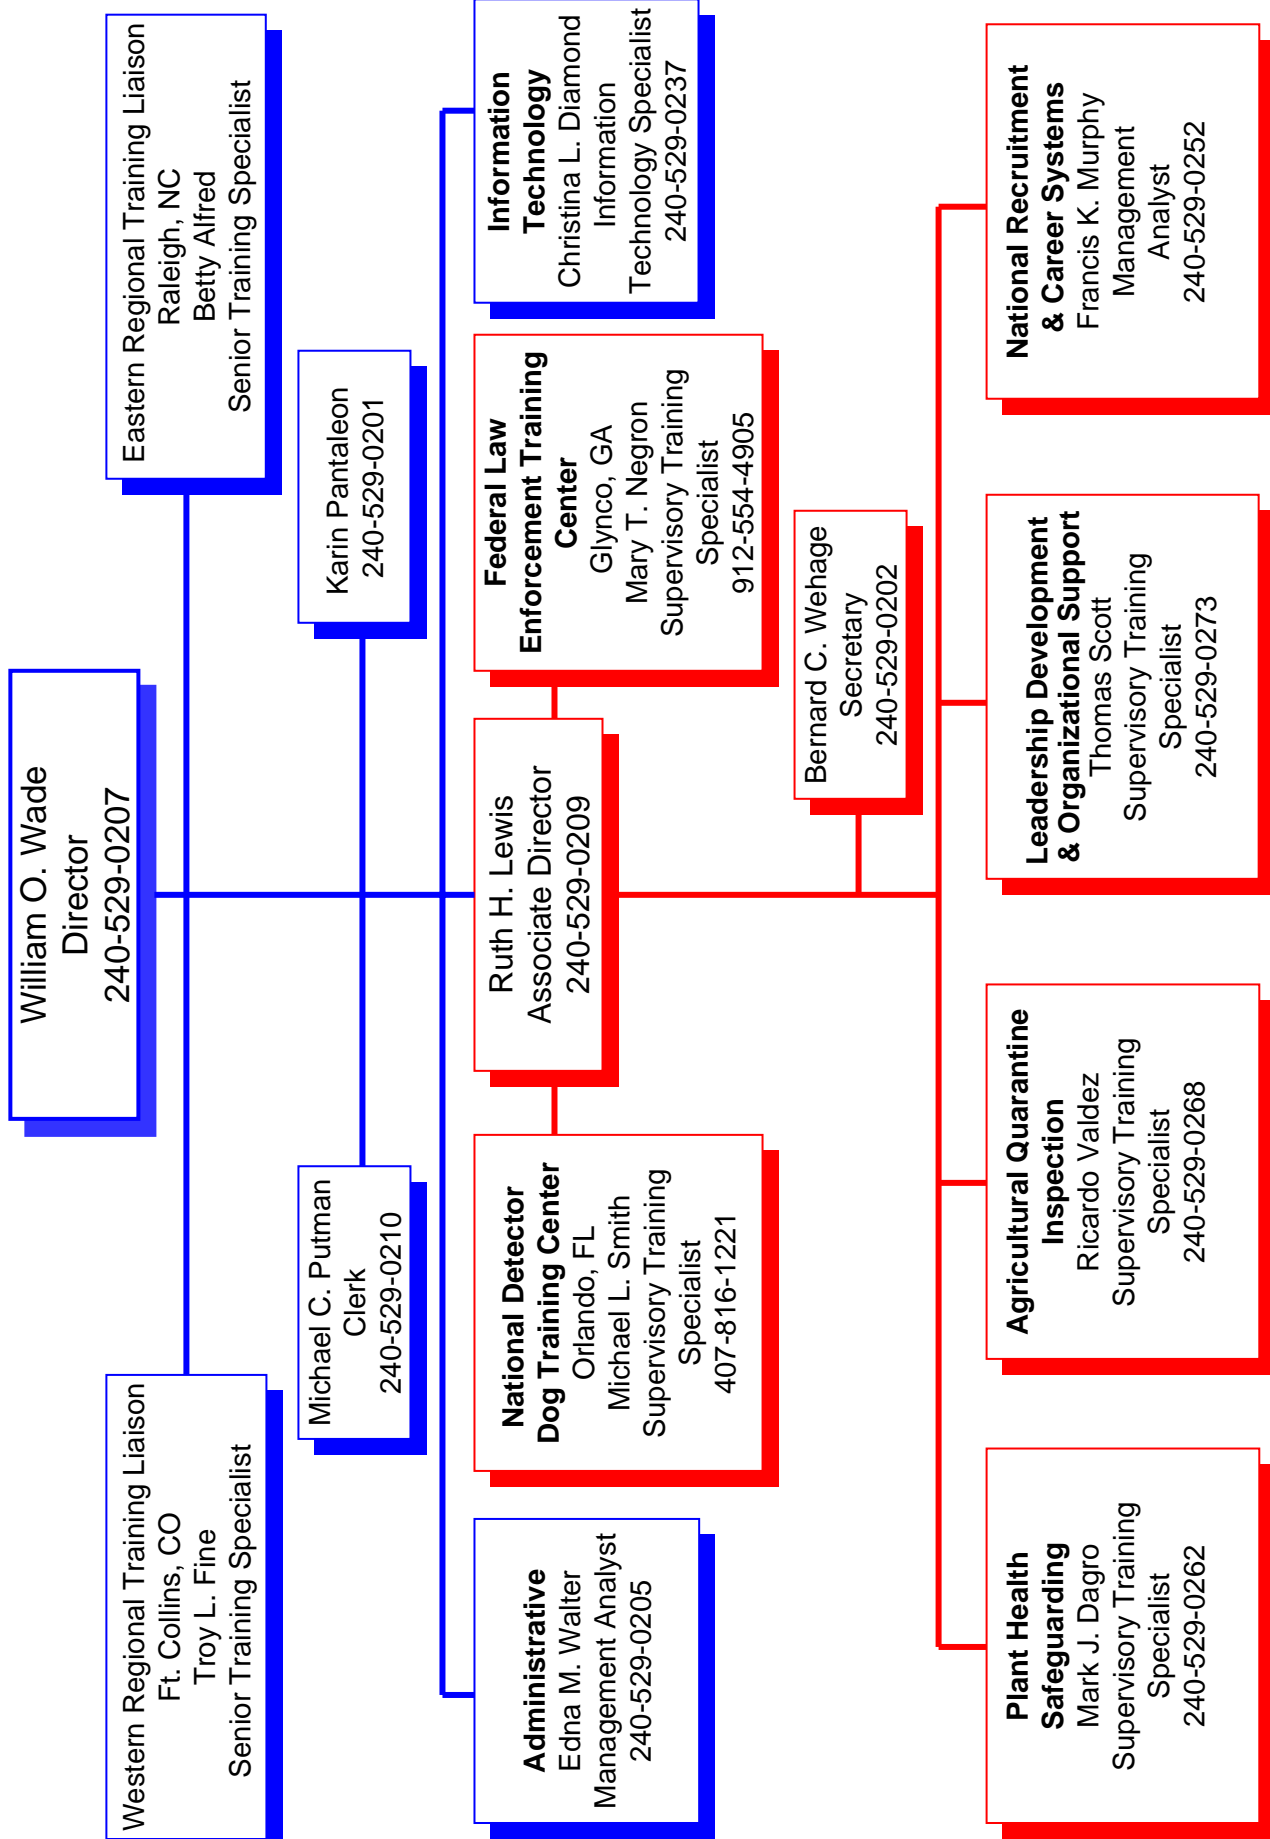 William O. Wade
Director
240-529-0207
Western Regional Training Liaison
Ft. Collins, CO
Troy L. Fine
Senior Training Specialist
Eastern Regional Training Liaison
Raleigh, NC
Betty Alfred
Senior Training Specialist
Michael C. Putman
Clerk
240-529-0210
Karin Pantaleon
240-529-0201
Administrative
Edna M. Walter
Management Analyst
240-529-0205
National Detector
Dog Training Center
Orlando, FL
Michael L. Smith
Supervisory Training
Specialist
407-816-1221
Ruth H. Lewis
Associate Director
240-529-0209
Federal Law
Enforcement Training
Center
Glynco, GA
Mary T. Negron
Supervisory Training
Specialist
912-554-4905
Information
Technology
Christina L. Diamond
Information
Technology Specialist
240-529-0237
Bernard C. Wehage
Secretary
240-529-0202
Plant Health
Safeguarding
Mark J. Dagro
Supervisory Training
Specialist
240-529-0262
Agricultural Quarantine
Inspection
Ricardo Valdez
Supervisory Training
Specialist
240-529-0268
Leadership Development
& Organizational Support
Thomas Scott
Supervisory Training
Specialist
240-529-0273
National Recruitment
& Career Systems
Francis K. Murphy
Management
Analyst
240-529-0252